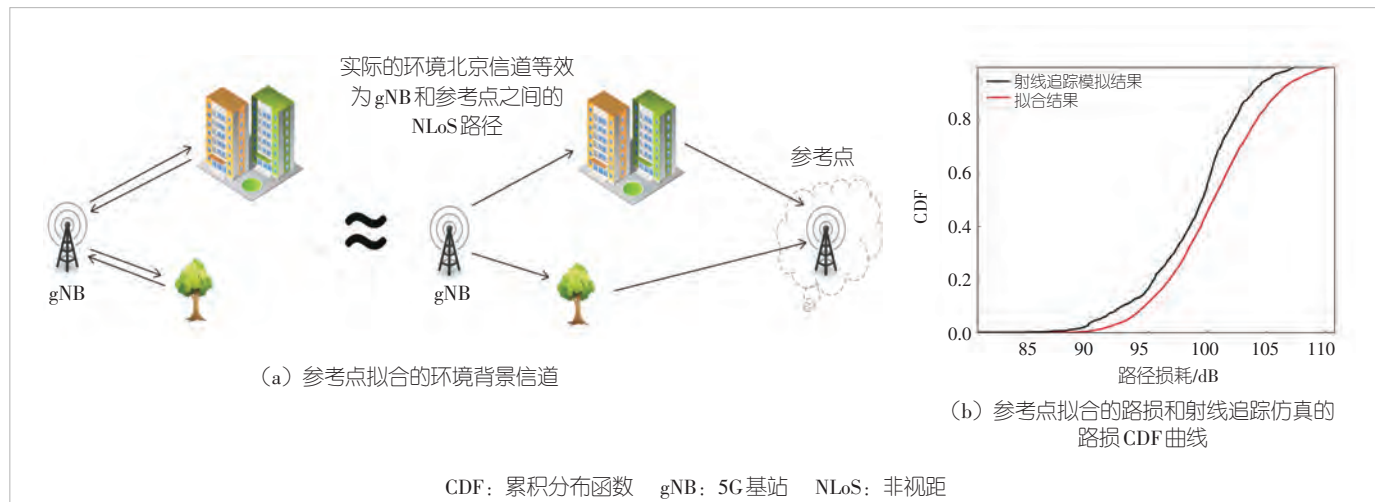 实际的环境北京信道等效
为gNB和参考点之间的
NLoS路径
参考点
gNB
gNB
(a)参考点拟合的环境背景信道
射线追踪模拟结果
拟合结果
CDF
0.8
0.6
0.4
0.2
0.0
85 90 95 100 105 110
路径损耗/dB
(b)参考点拟合的路损和射线追踪仿真的
路损CDF曲线
CDF:累积分布函数 gNB:5G基站 NLoS:非视距